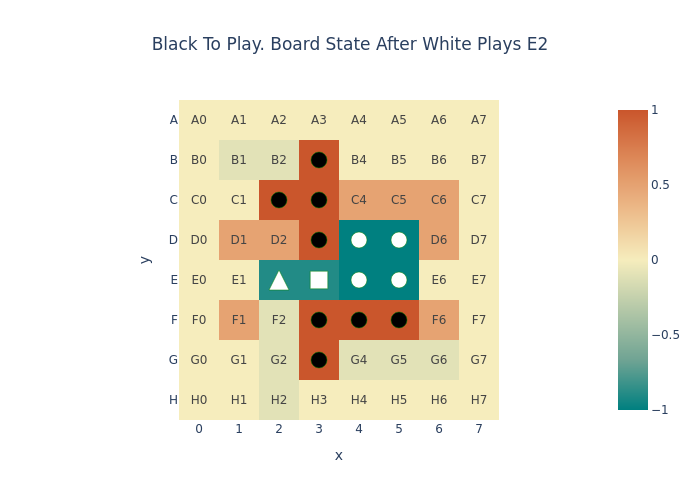 Black To Play. Board State After White Plays E2
A A0 A1 A2 A3 A4 A5 A6 A7
B B0 B1 B2 B4 B5 B6 B7
C C0 C1 C4 C5 C6 C7
D D0 D1 D2 D6 D7
E E0 E1 E6 E7
F F0 F1 F2 F6 F7
G G0 G1 G2 G4 G5 G6 G7
H H0 H1 H2 H3 H4 H5 H6 H7
0 1 2 3 4 5 6 7
x
y
1
0.5
0
−0.5
−1